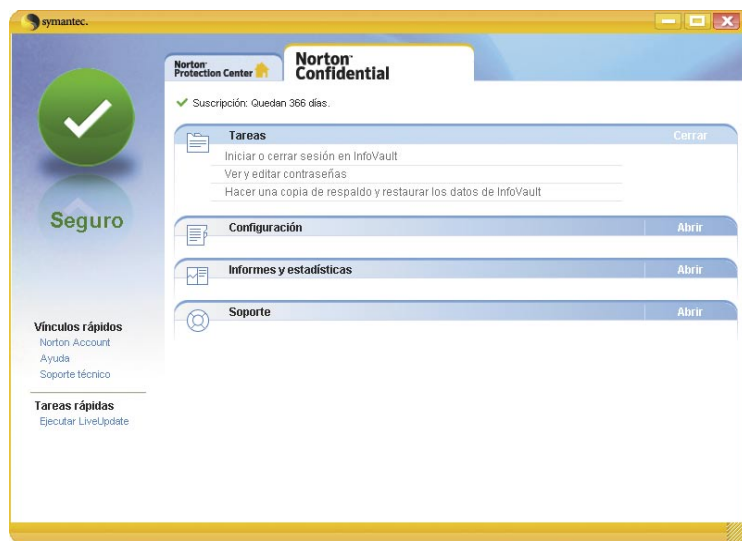 symantec.
Norton
Protection Center
Norton
Confidential
Suscripción: Quedan 366 días.
Tareas
Cerrar
Iniciar o cerrar sesión en InfoVault
Ver y editar contraseñas
Hacer una copia de respaldo y restaurar los datos de InfoVault
Configuración
Abrir
Informes y estadísticas
Abrir
Soporte
Abrir
Seguro
Vínculos rápidos
Norton Account
Ayuda
Soporte técnico
Tareas rápidas
Ejecutar LiveUpdate